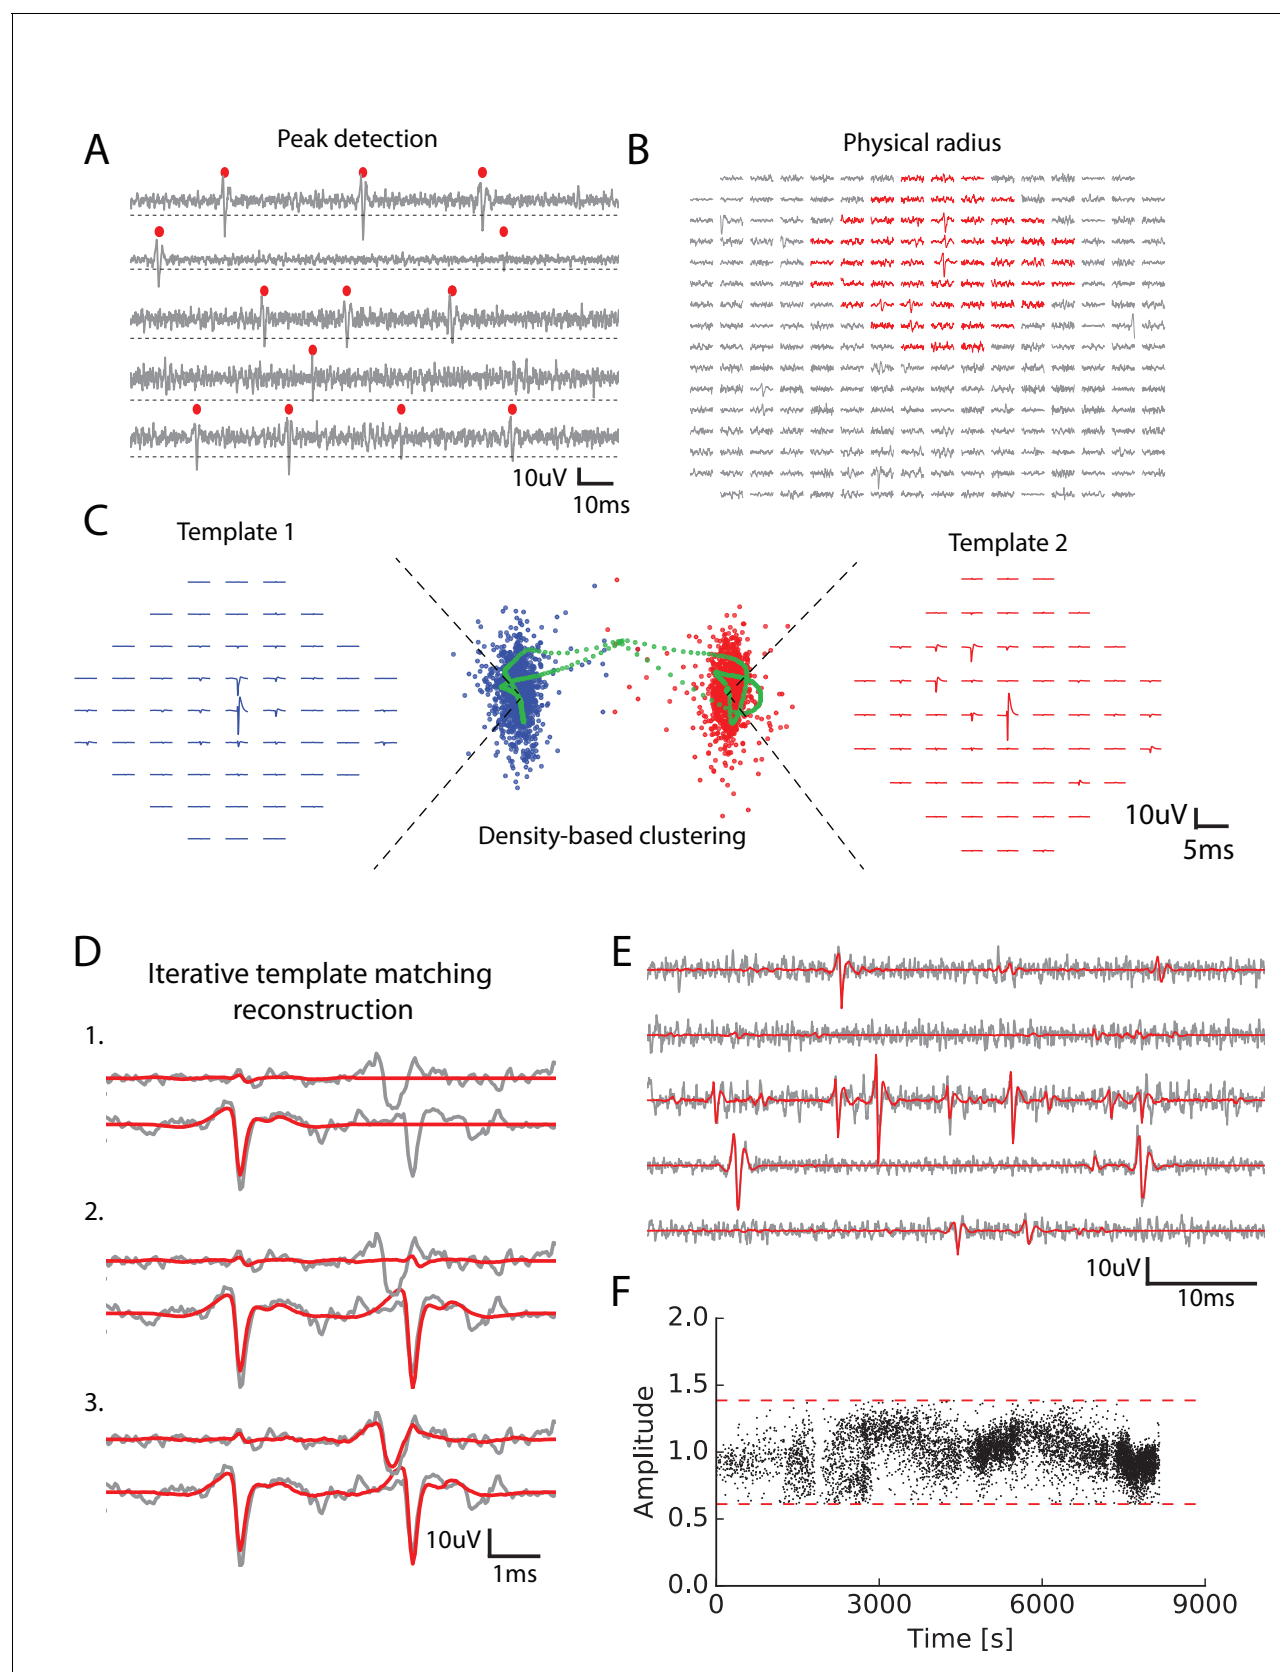 A
Peak detection
10uV
10ms
B
Physical radius
C
Template 1
Template 2
Density-based clustering
10uV
5ms
D
Iterative template matching
reconstruction
1.
2.
3.
10uV
1ms
E
10uV
10ms
F
2.0
1.5
1.0
0.5
0.0
Amplitude
0
3000
6000
9000
Time [s]